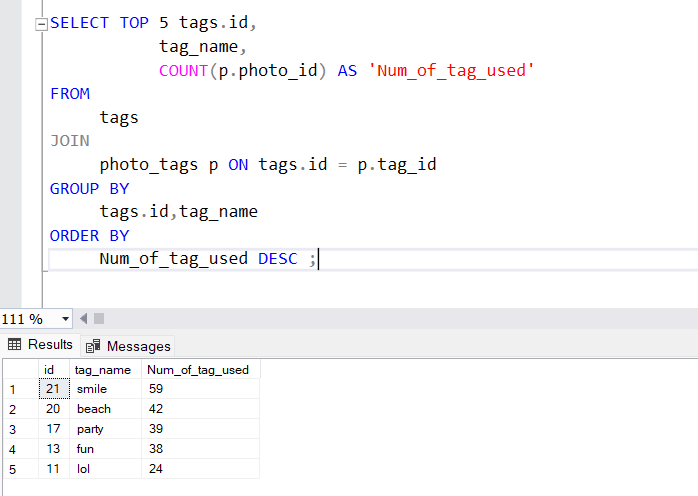 SELECT TOP 5 tags.id,
tag_name,
COUNT(p.photo_id) AS 'Num_of_tag_used'
FROM
tags
JOIN
photo_tags p ON tags.id = p.tag_id
GROUP BY
tags.id,tag_name
ORDER BY
Num_of_tag_used DESC ;
111 %
Results Messages
id tag_name Num_of_tag_used
1 21 smile 59
2 20 beach 42
3 17 party 39
4 13 fun 38
5 11 lol 24